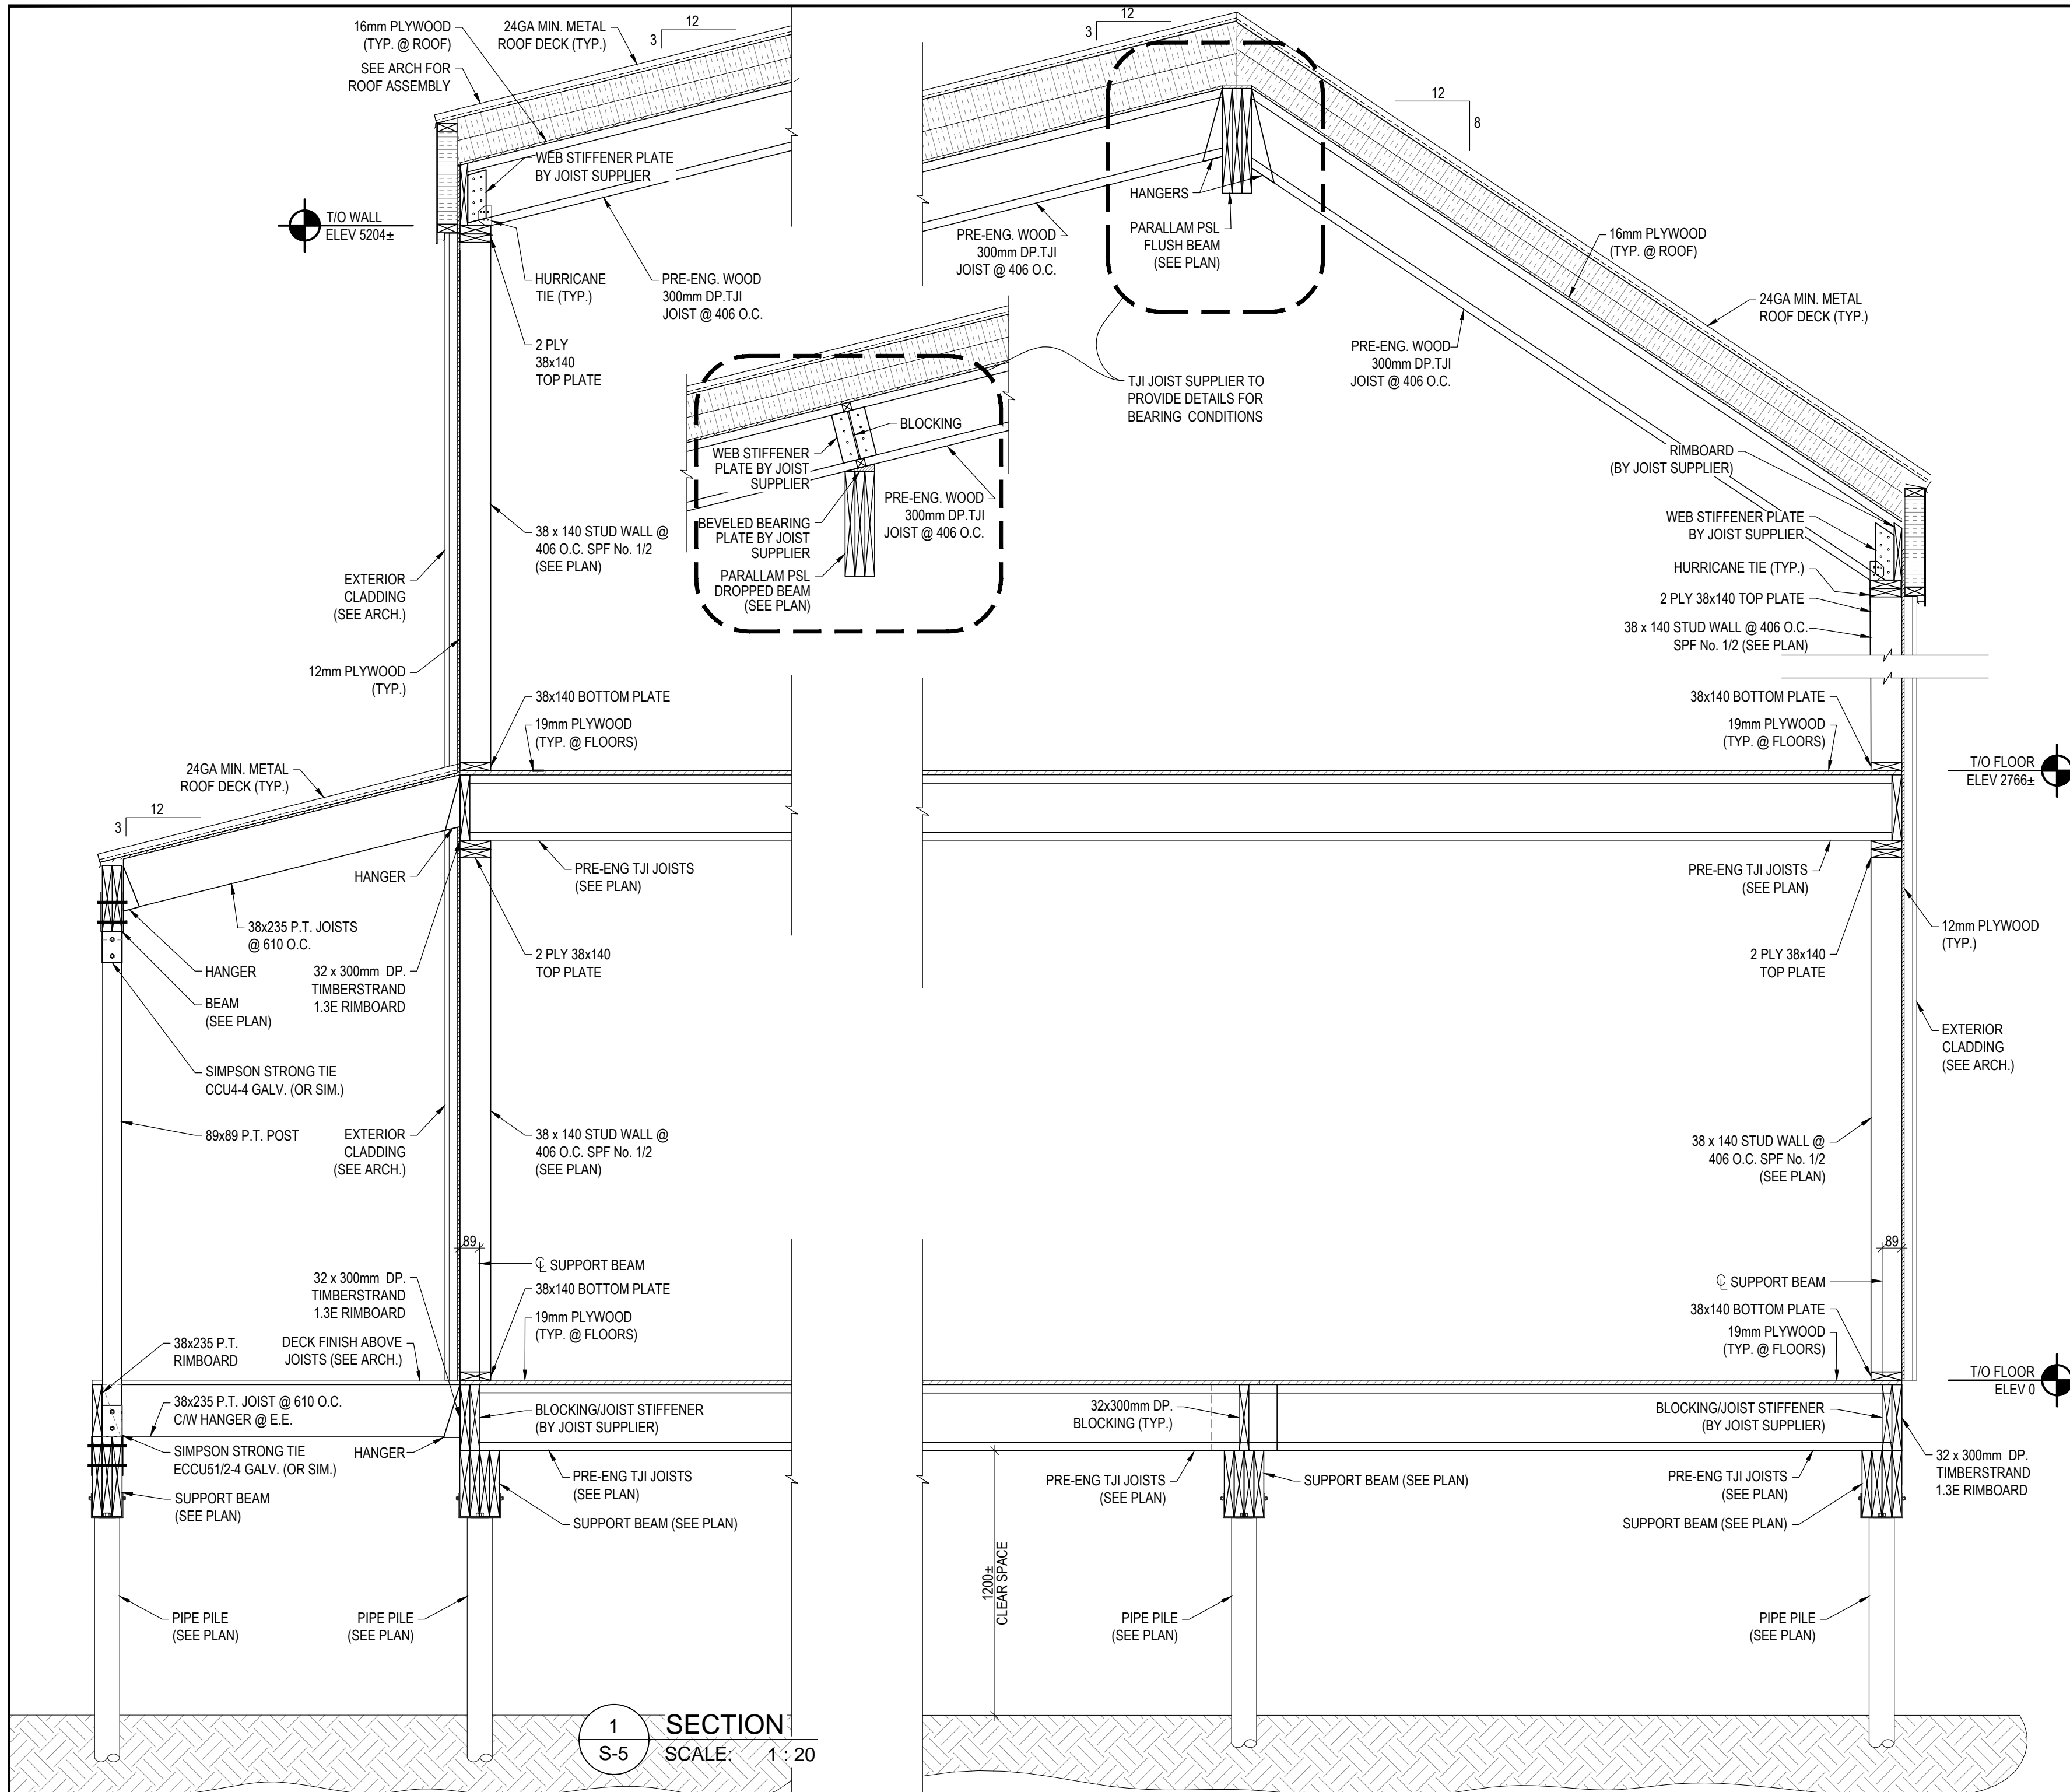 16mm PLYWOOD
(TYP. @ ROOF)
24GA MIN. METAL
ROOF DECK (TYP.)
SEE ARCH FOR
ROOF ASSEMBLY
12
3
12
3
12
8
WEB STIFFENER PLATE
BY JOIST SUPPLIER
T/O WALL
ELEV 5204±
HURRICANE
TIE (TYP.)
PRE-ENG. WOOD
300mm DP.TJI
JOIST @ 406 O.C.
2 PLY
38x140
TOP PLATE
HANGERS
PARALLAM PSL
FLUSH BEAM
(SEE PLAN)
PRE-ENG. WOOD
300mm DP.TJI
JOIST @ 406 O.C.
16mm PLYWOOD
(TYP. @ ROOF)
24GA MIN. METAL
ROOF DECK (TYP.)
PRE-ENG. WOOD
300mm DP.TJI
JOIST @ 406 O.C.
TJI JOIST SUPPLIER TO
PROVIDE DETAILS FOR
BEARING CONDITIONS
BLOCKING
WEB STIFFENER
PLATE BY JOIST
SUPPLIER
PRE-ENG. WOOD
300mm DP.TJI
JOIST @ 406 O.C.
BEVELED BEARING
PLATE BY JOIST
SUPPLIER
PARALLAM PSL
DROPPED BEAM
(SEE PLAN)
RIMBOARD
(BY JOIST SUPPLIER)
WEB STIFFENER PLATE
BY JOIST SUPPLIER
HURRICANE TIE (TYP.)
2 PLY 38x140 TOP PLATE
38 x 140 STUD WALL @ 406 O.C.
SPF No. 1/2 (SEE PLAN)
38 x 140 STUD WALL @
406 O.C. SPF No. 1/2
(SEE PLAN)
EXTERIOR
CLADDING
(SEE ARCH.)
12mm PLYWOOD
(TYP.)
38x140 BOTTOM PLATE
19mm PLYWOOD
(TYP. @ FLOORS)
38x140 BOTTOM PLATE
19mm PLYWOOD
(TYP. @ FLOORS)
T/O FLOOR
ELEV 2766±
24GA MIN. METAL
ROOF DECK (TYP.)
12
3
HANGER
PRE-ENG TJI JOISTS
(SEE PLAN)
PRE-ENG TJI JOISTS
(SEE PLAN)
38x235 P.T. JOISTS
@ 610 O.C.
HANGER
BEAM
(SEE PLAN)
32 x 300mm DP.
TIMBERSTRAND
1.3E RIMBOARD
2 PLY 38x140
TOP PLATE
2 PLY 38x140
TOP PLATE
12mm PLYWOOD
(TYP.)
SIMPSON STRONG TIE
CCU4-4 GALV. (OR SIM.)
89x89 P.T. POST
EXTERIOR
CLADDING
(SEE ARCH.)
38 x 140 STUD WALL @
406 O.C. SPF No. 1/2
(SEE PLAN)
38 x 140 STUD WALL @
406 O.C. SPF No. 1/2
(SEE PLAN)
EXTERIOR
CLADDING
(SEE ARCH.)
89
℄ SUPPORT BEAM
38x140 BOTTOM PLATE
19mm PLYWOOD
(TYP. @ FLOORS)
89
℄ SUPPORT BEAM
38x140 BOTTOM PLATE
19mm PLYWOOD
(TYP. @ FLOORS)
32 x 300mm DP.
TIMBERSTRAND
1.3E RIMBOARD
DECK FINISH ABOVE
JOISTS (SEE ARCH.)
38x235 P.T.
RIMBOARD
T/O FLOOR
ELEV 0
38x235 P.T. JOIST @ 610 O.C.
C/W HANGER @ E.E.
HANGER
SIMPSON STRONG TIE
ECCU51/2-4 GALV. (OR SIM.)
SUPPORT BEAM
(SEE PLAN)
BLOCKING/JOIST STIFFENER
(BY JOIST SUPPLIER)
PRE-ENG TJI JOISTS
(SEE PLAN)
SUPPORT BEAM (SEE PLAN)
32x300mm DP.
BLOCKING (TYP.)
PRE-ENG TJI JOISTS
(SEE PLAN)
SUPPORT BEAM (SEE PLAN)
BLOCKING/JOIST STIFFENER
(BY JOIST SUPPLIER)
PRE-ENG TJI JOISTS
(SEE PLAN)
SUPPORT BEAM (SEE PLAN)
32 x 300mm DP.
TIMBERSTRAND
1.3E RIMBOARD
1200±
CLEAR SPACE
PIPE PILE
(SEE PLAN)
PIPE PILE
(SEE PLAN)
PIPE PILE
(SEE PLAN)
PIPE PILE
(SEE PLAN)
1
S-5
SECTION
SCALE: 1 : 20